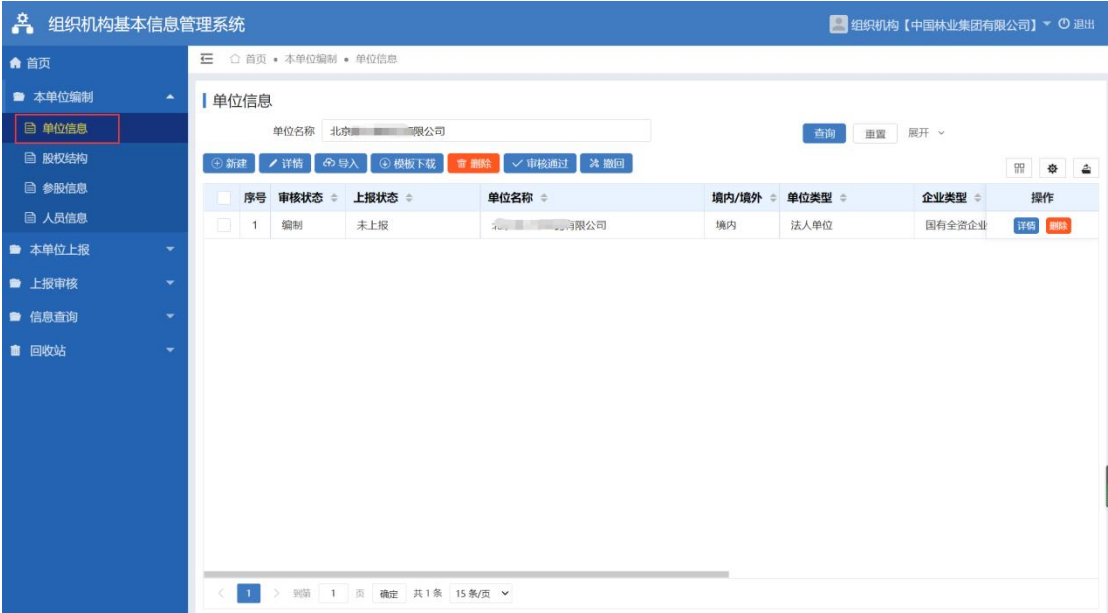 组织机构基本信息管理系统
组织机构【中国林业集团有限公司】 退出
首页
本单位编制
单位信息
股权结构
参股信息
人员信息
本单位上报
上报审核
信息查询
回收站
首页 • 本单位编制 • 单位信息
单位信息
单位名称 北京 限公司 查询 重置 展开
新建 详情 导入 模板下载 删除 审核通过 撤回
序号 审核状态 上报状态 单位名称 境内/境外 单位类型 企业类型 操作
1 编制 未上报 有限公司 境内 法人单位 国有全资企业 详情 删除
1 到第 1 页 确定 共 1 条 15 条/页